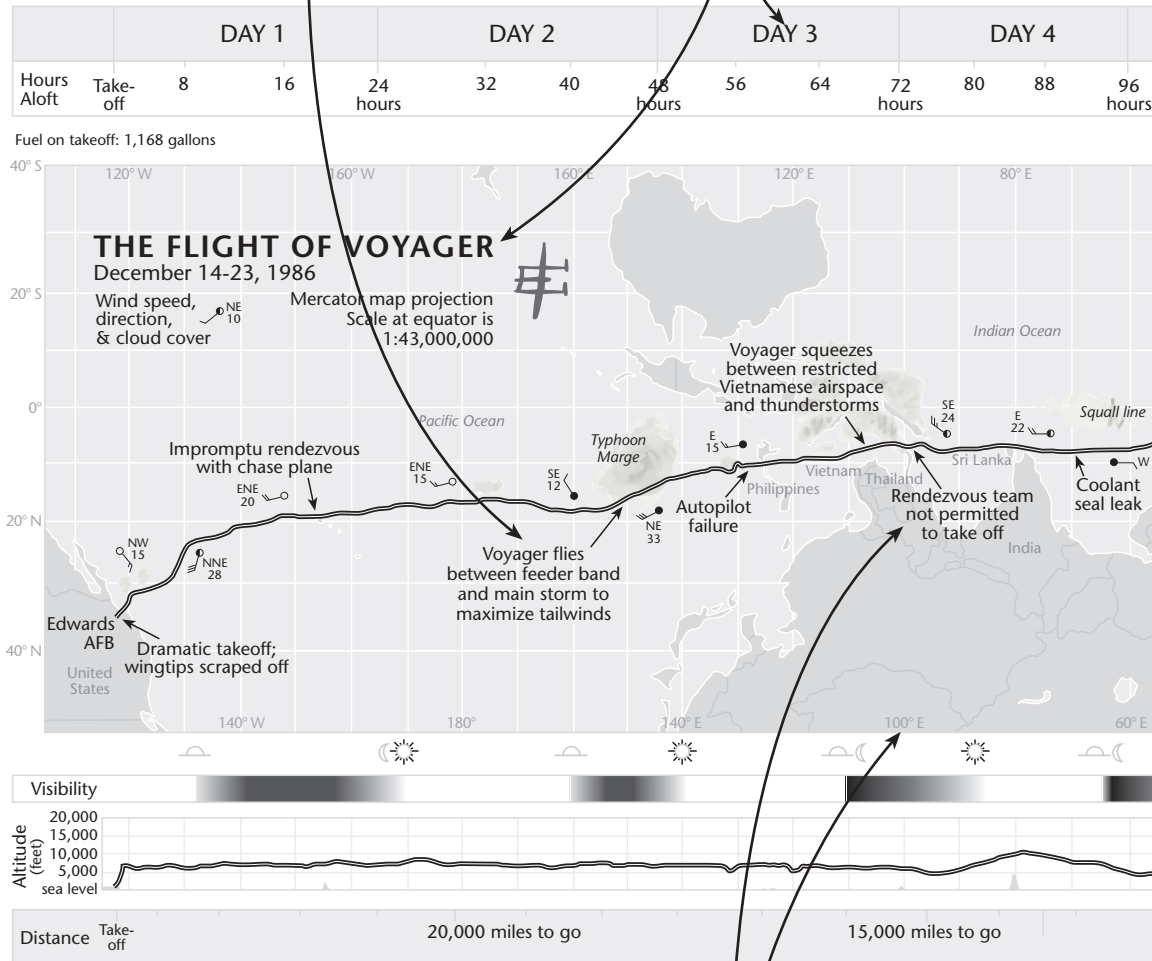 DAY 1
DAY 2
DAY 3
DAY 4
Hours
Aloft
Take-
off
8
16
24
hours
32
40
48
hours
56
64
72
hours
80
88
96
hours
Fuel on takeoff: 1,168 gallons
40° S
120° W
160° W
160° E
120° E
80° E
THE FLIGHT OF VOYAGER
December 14-23, 1986
Wind speed,
direction,
& cloud cover
NE
10
Mercator map projection
Scale at equator is
1:43,000,000
20° S
Indian Ocean
Voyager squeezes
between restricted
Vietnamese airspace
and thunderstorms
0°
Pacific Ocean
SE
24
E
22
Squall line
Impromptu rendezvous
with chase plane
Typhoon
Marge
E
15
ENE
20
ENE
15
SE
12
Vietnam
Thailand
Sri Lanka
W
Philippines
Coolant
seal leak
Autopilot
failure
Rendezvous team
not permitted
to take off
20° N
NE
33
NW
15
NNE
28
India
Voyager flies
between feeder band
and main storm to
maximize tailwinds
Edwards
AFB
Dramatic takeoff;
wingtips scraped off
40° N
United
States
140° W
180°
140° E
100° E
60° E
Visibility
Altitude
(feet)
20,000
15,000
10,000
5,000
sea level
Distance
Take-
off
20,000 miles to go
15,000 miles to go